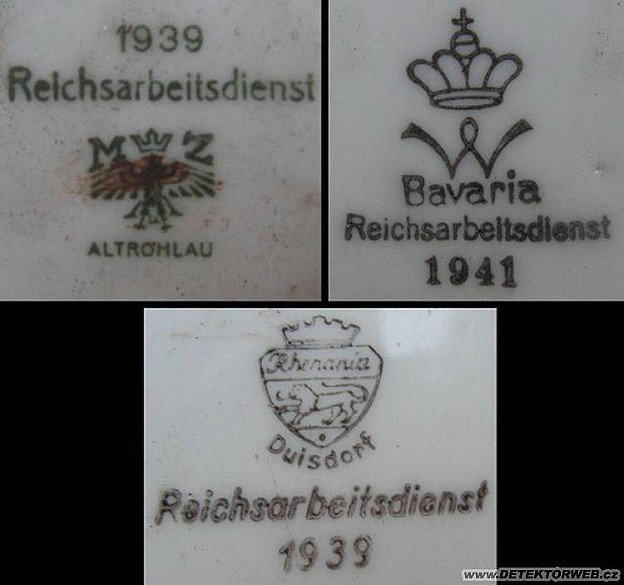 1939
Reichsarbeitsdienst
M Z
ALTROHLAU
W
Bavaria
Reichsarbeitsdienst
1941
Rhenania
Duisdorf
Reichsarbeitsdienst
1939
www.DETEKTORWEB.cz